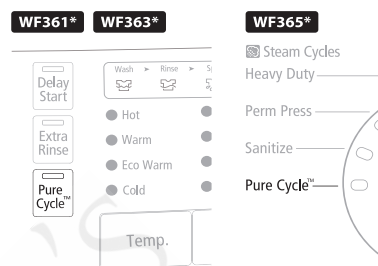 WF361* WF363*
Delay
Start
Extra
Rinse
Pure
Cycle™
Wash ➤ Rinse ➤
Hot
Warm
Eco Warm
Cold
Temp.
WF365*
Steam Cycles
Heavy Duty
Perm Press
Sanitize
Pure Cycle™